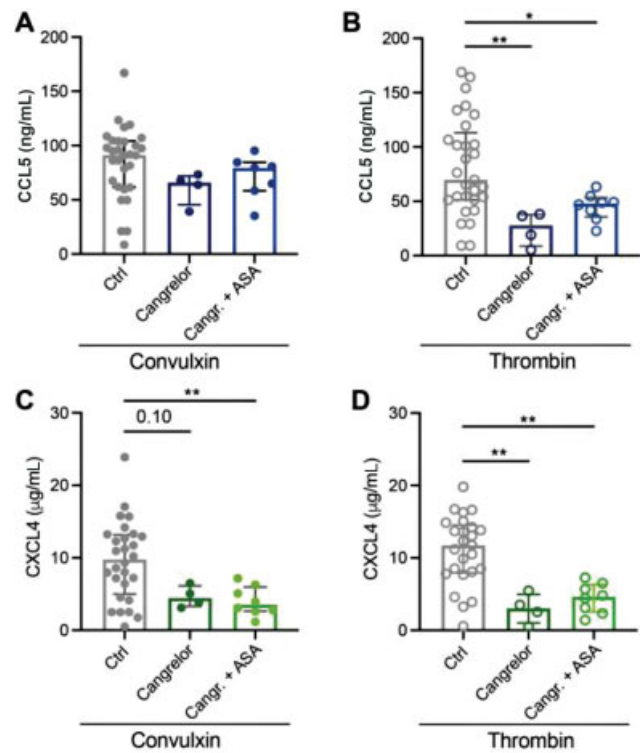 A
CCL5 (ng/mL)
200
150
100
50
0
Ctrl
Cangrelor
Cangr. + ASA
Convulxin
B
*
**
CCL5 (ng/mL)
200
150
100
50
0
Ctrl
Cangrelor
Cangr. + ASA
Thrombin
C
**
0.10
CXCL4 (µg/mL)
30
20
10
0
Ctrl
Cangrelor
Cangr. + ASA
Convulxin
D
**
**
CXCL4 (µg/mL)
30
20
10
0
Ctrl
Cangrelor
Cangr. + ASA
Thrombin